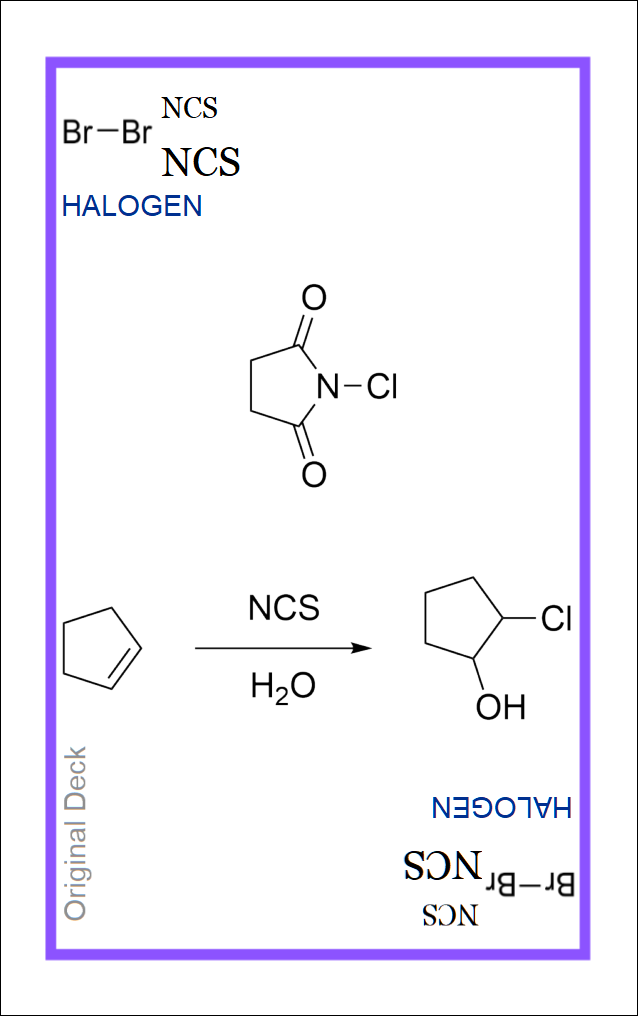 NCS
Br–Br
NCS
HALOGEN
O
N–Cl
O
NCS
H₂O
Cl
OH
Original Deck
HALOGEN
NCS
Br–Br
NCS